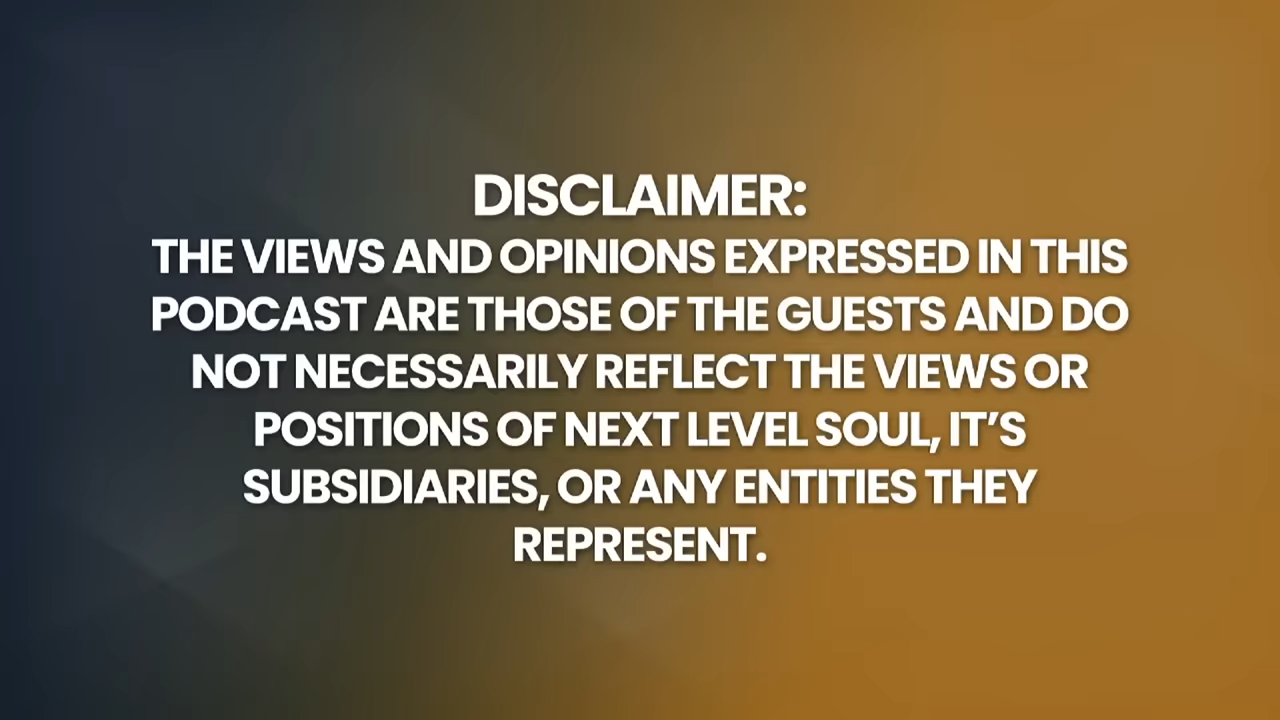 DISCLAIMER:
THE VIEWS AND OPINIONS EXPRESSED IN THIS
PODCAST ARE THOSE OF THE GUESTS AND DO
NOT NECESSARILY REFLECT THE VIEWS OR
POSITIONS OF NEXT LEVEL SOUL, IT’S
SUBSIDIARIES, OR ANY ENTITIES THEY
REPRESENT.